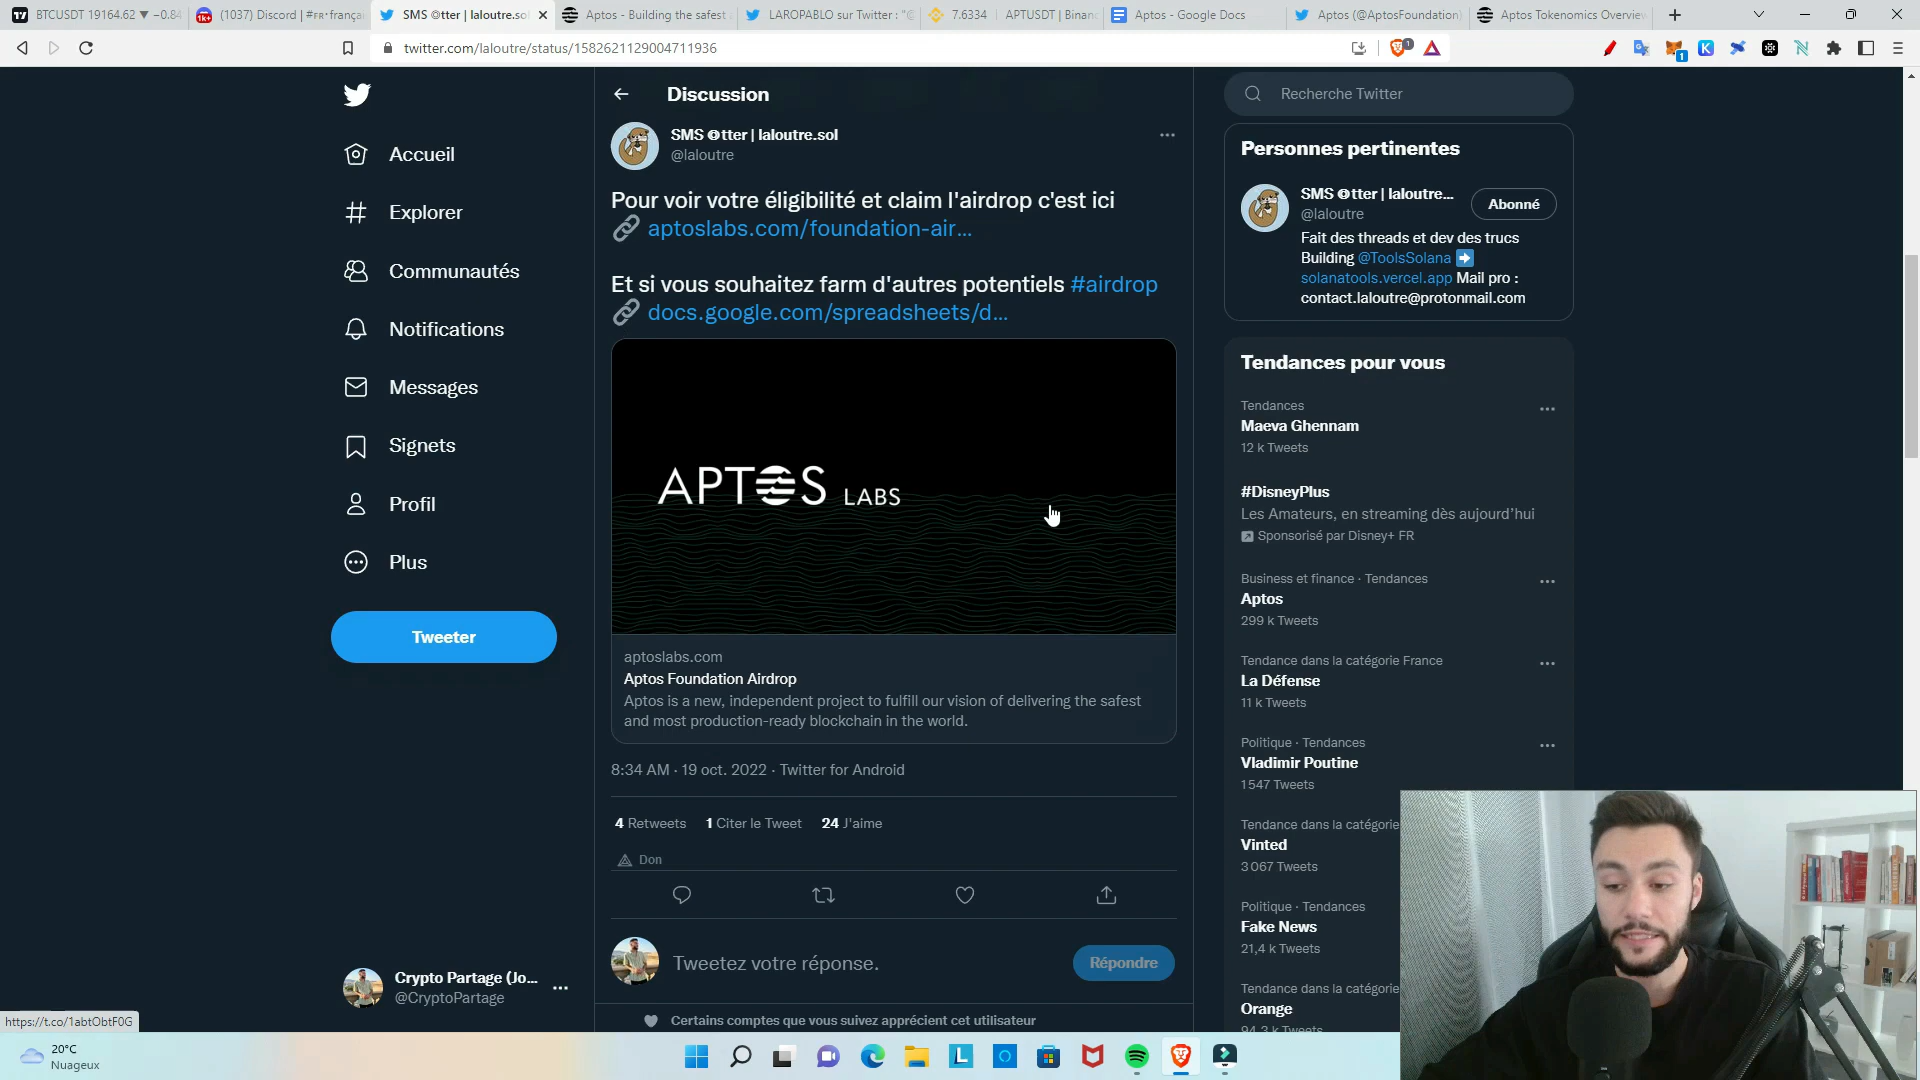 BTCUSDT 19164.62 ▼ −0.84
(1037) Discord | #FR·françai
SMS ⊙tter | laloutre.so
Aptos - Building the safest
LAROPABLO sur Twitter : "@
7.6334 | APTUSDT | Binan
Aptos - Google Docs
Aptos (@AptosFoundation)
Aptos Tokenomics Overview
twitter.com/laloutre/status/1582621129004711936
Accueil
Explorer
Communautés
Notifications
Messages
Signets
Profil
Plus
Tweeter
Crypto Partage (Jo...
@CryptoPartage
https://t.co/1abtObtF0G
Discussion
SMS ⊙tter | laloutre.sol
@laloutre
Pour voir votre éligibilité et claim l'airdrop c'est ici
aptoslabs.com/foundation-air…
Et si vous souhaitez farm d'autres potentiels #airdrop
docs.google.com/spreadsheets/d…
APTOS LABS
aptoslabs.com
Aptos Foundation Airdrop
Aptos is a new, independent project to fulfill our vision of delivering the safest
and most production-ready blockchain in the world.
8:34 AM · 19 oct. 2022 · Twitter for Android
4 Retweets 1 Citer le Tweet 24 J'aime
Don
Tweetez votre réponse.
Répondre
Certains comptes que vous suivez apprécient cet utilisateur
Recherche Twitter
Personnes pertinentes
SMS ⊙tter | laloutre...
@laloutre
Abonné
Fait des threads et dev des trucs
Building @ToolsSolana
solanatools.vercel.app Mail pro :
contact.laloutre@protonmail.com
Tendances pour vous
Tendances
Maeva Ghennam
12 k Tweets
#DisneyPlus
Les Amateurs, en streaming dès aujourd'hui
Sponsorisé par Disney+ FR
Business et finance · Tendances
Aptos
299 k Tweets
Tendance dans la catégorie France
La Défense
11 k Tweets
Politique · Tendances
Vladimir Poutine
1 547 Tweets
Tendance dans la catégorie
Vinted
3 067 Tweets
Politique · Tendances
Fake News
21,4 k Tweets
Tendance dans la catégorie
Orange
94,3 k Tweets
20°C
Nuageux